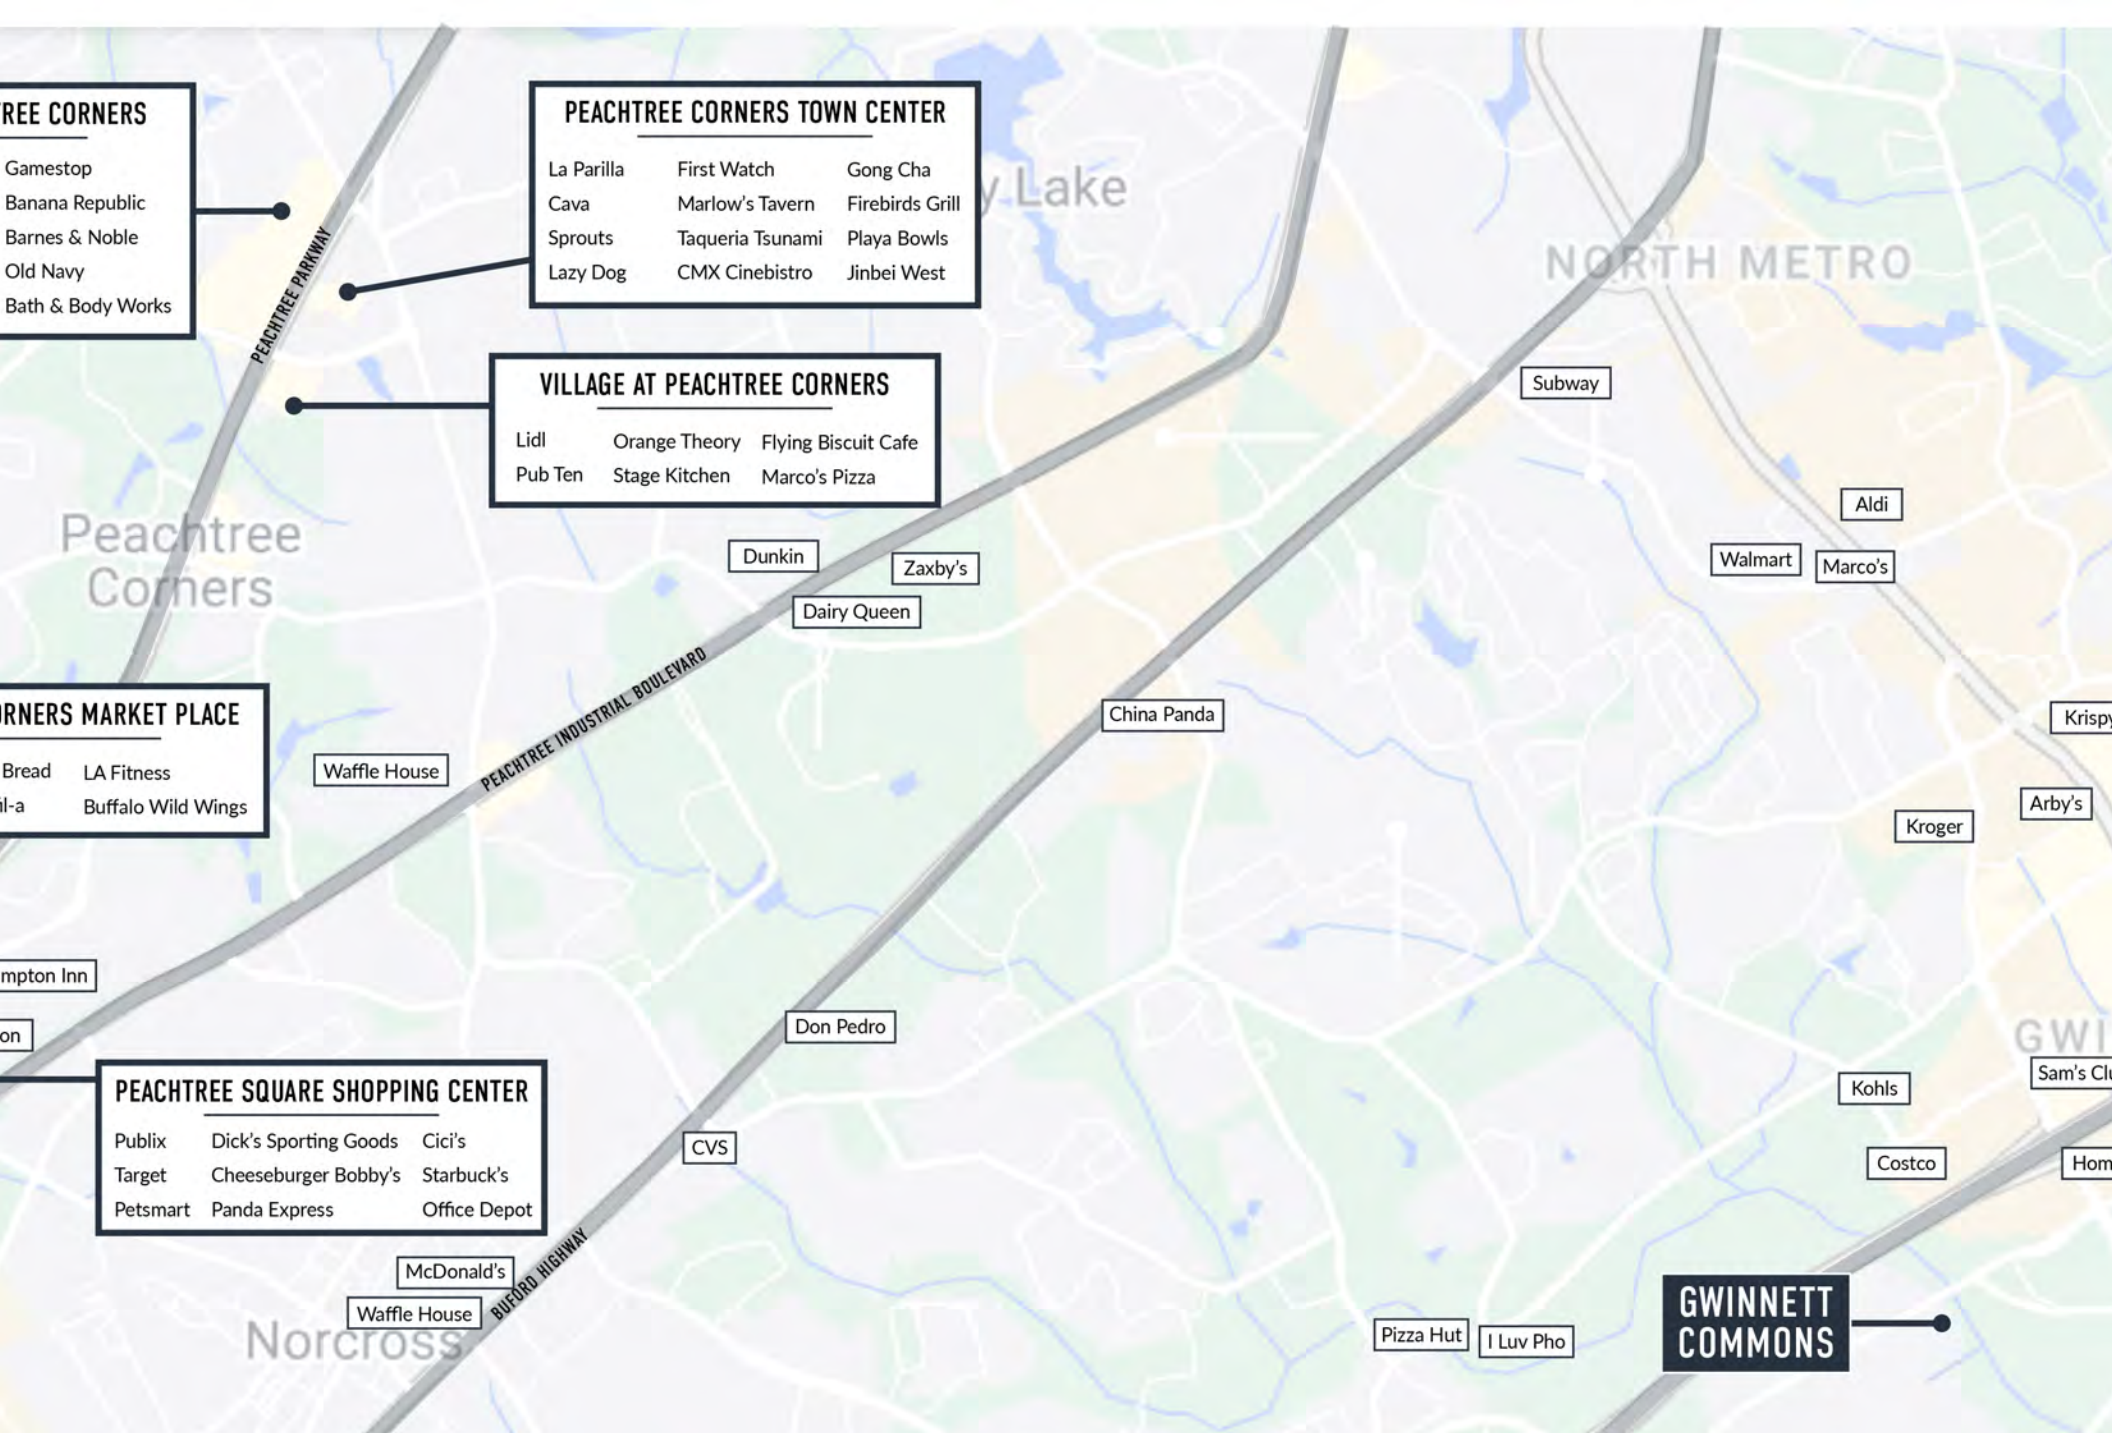 REE CORNERS
Gamestop
Banana Republic
Barnes & Noble
Old Navy
Bath & Body Works
PEACHTREE PARKWAY
PEACHTREE CORNERS TOWN CENTER
La Parilla First Watch Gong Cha
Cava Marlow's Tavern Firebirds Grill
Sprouts Taqueria Tsunami Playa Bowls
Lazy Dog CMX Cinebistro Jinbei West
y Lake
NORTH METRO
VILLAGE AT PEACHTREE CORNERS
Lidl Orange Theory Flying Biscuit Cafe
Pub Ten Stage Kitchen Marco's Pizza
Subway
Aldi
Walmart
Marco's
Peachtree
Corners
Dunkin
Zaxby's
Dairy Queen
PEACHTREE INDUSTRIAL BOULEVARD
China Panda
Krispy
Arby's
Kroger
ORNERS MARKET PLACE
Bread LA Fitness
il-a Buffalo Wild Wings
Waffle House
mpton Inn
on
Don Pedro
GWI
Sam's Clu
Kohls
Costco
Hom
PEACHTREE SQUARE SHOPPING CENTER
Publix Dick's Sporting Goods Cici's
Target Cheeseburger Bobby's Starbuck's
Petsmart Panda Express Office Depot
CVS
McDonald's
Waffle House
BUFORD HIGHWAY
Norcross
Pizza Hut
I Luv Pho
GWINNETT
COMMONS